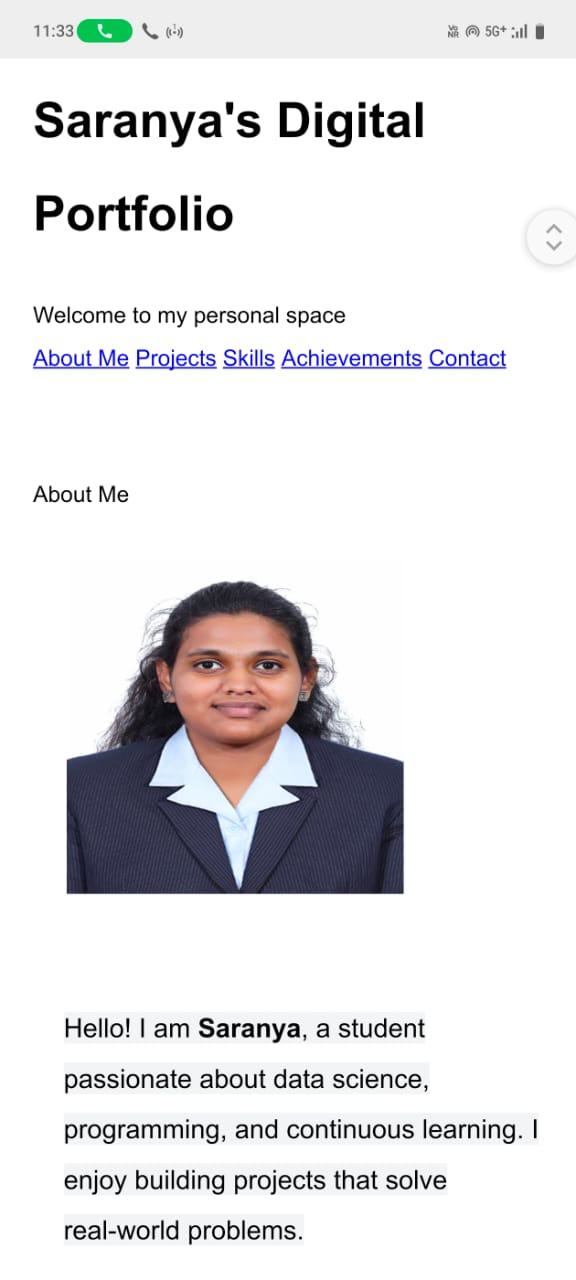 11:33
VoNR 5G+
Saranya's Digital
Portfolio
Welcome to my personal space
About Me Projects Skills Achievements Contact
About Me
Hello! I am Saranya, a student
passionate about data science,
programming, and continuous learning. I
enjoy building projects that solve
real-world problems.